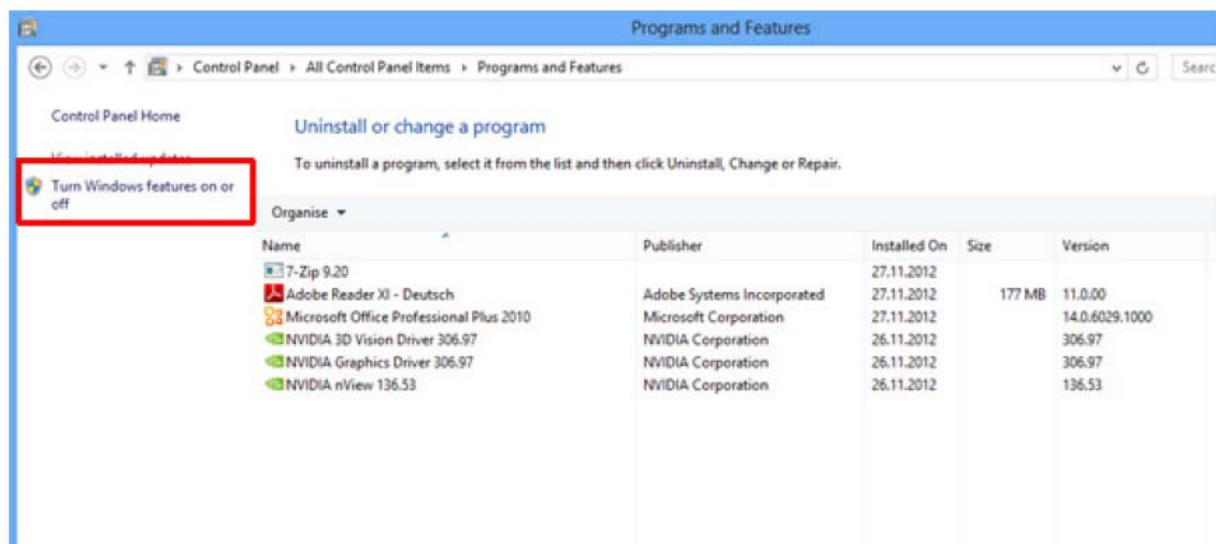 Programs and Features
Control Panel › All Control Panel Items › Programs and Features
Searc
Control Panel Home
View installed updates
Turn Windows features on or
off
Uninstall or change a program
To uninstall a program, select it from the list and then click Uninstall, Change or Repair.
Organise
Name Publisher Installed On Size Version
7-Zip 9.20 27.11.2012
Adobe Reader XI - Deutsch Adobe Systems Incorporated 27.11.2012 177 MB 11.0.00
Microsoft Office Professional Plus 2010 Microsoft Corporation 27.11.2012 14.0.6029.1000
NVIDIA 3D Vision Driver 306.97 NVIDIA Corporation 26.11.2012 306.97
NVIDIA Graphics Driver 306.97 NVIDIA Corporation 26.11.2012 306.97
NVIDIA nView 136.53 NVIDIA Corporation 26.11.2012 136.53